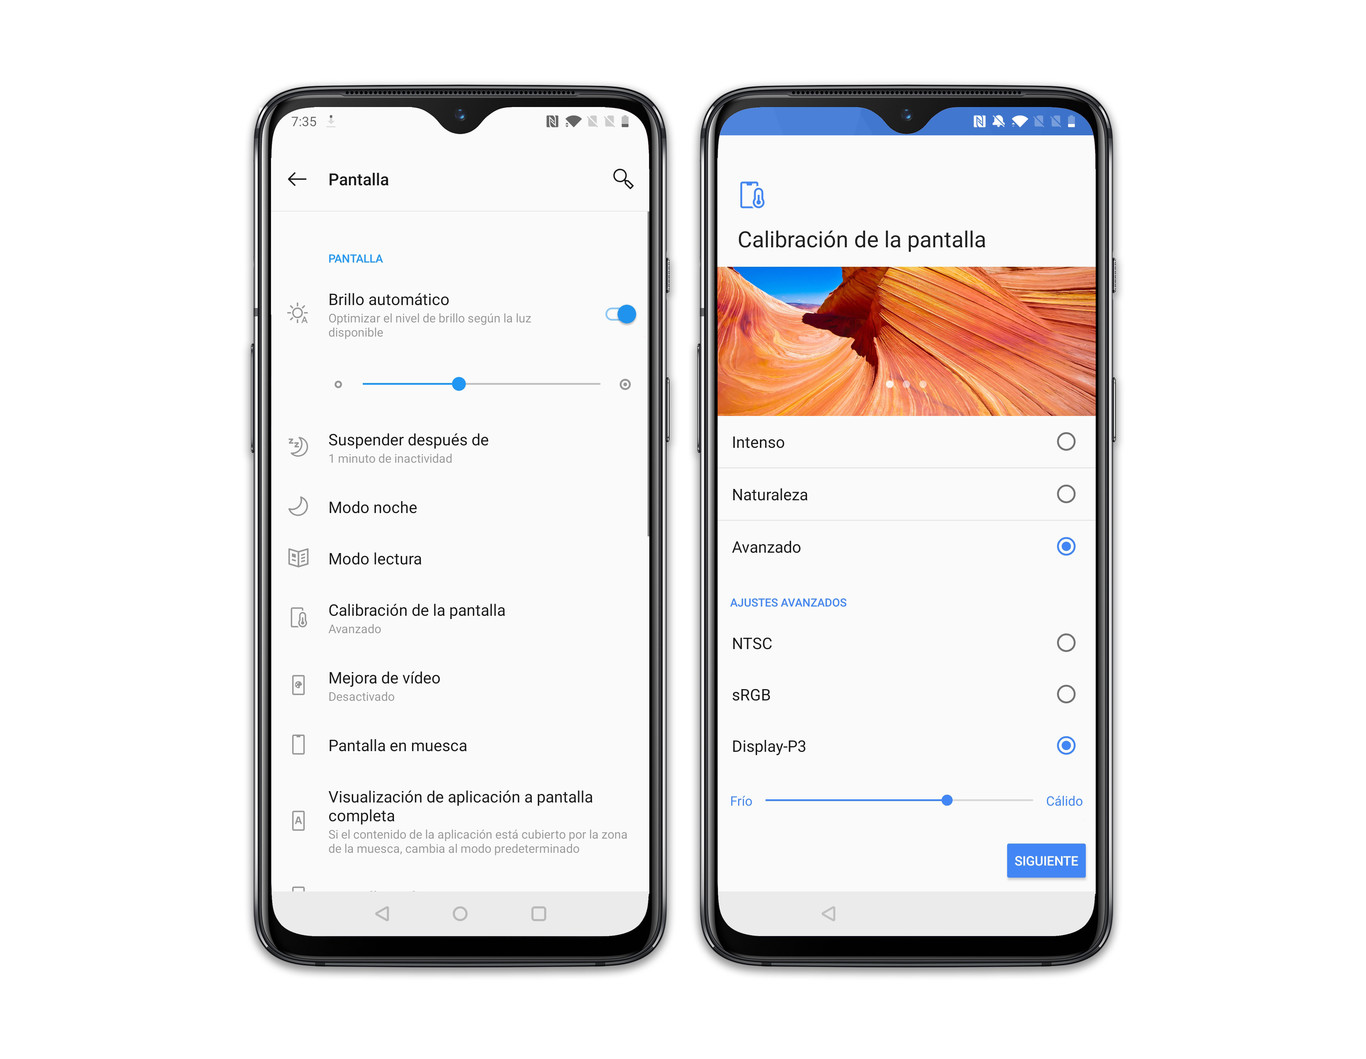 7:35
Pantalla
PANTALLA
Brillo automático
Optimizar el nivel de brillo según la luz
disponible
Suspender después de
1 minuto de inactividad
Modo noche
Modo lectura
Calibración de la pantalla
Avanzado
Mejora de vídeo
Desactivado
Pantalla en muesca
Visualización de aplicación a pantalla
completa
Si el contenido de la aplicación está cubierto por la zona
de la muesca, cambia al modo predeterminado
Calibración de la pantalla
Intenso
Naturaleza
Avanzado
AJUSTES AVANZADOS
NTSC
sRGB
Display-P3
Frío
Cálido
SIGUIENTE